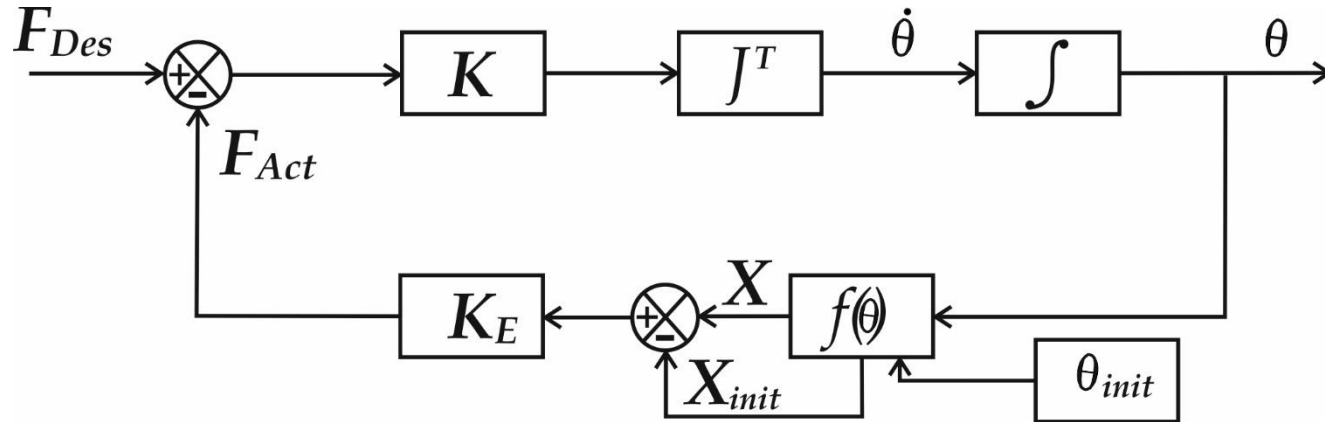 F_Des
+
-
K
J^T
θ̇
∫
θ
F_Act
K_E
+
-
X
f(θ)
X_init
θ_init